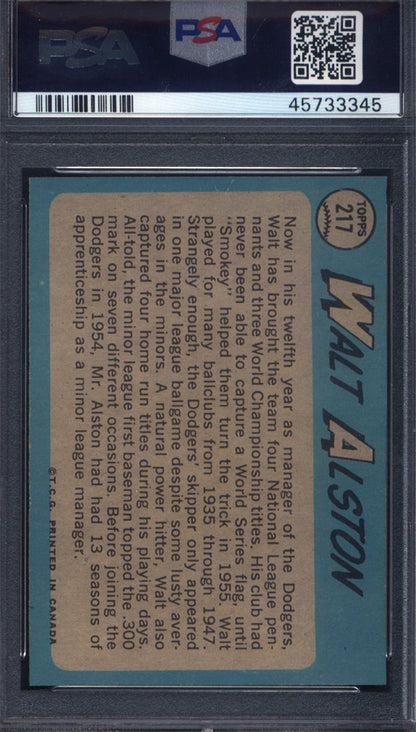 PSA
PSA
45733345
TOPPS
217
WALT ALSTON
Now in his twelfth year as manager of the Dodgers,
Walt has brought the team four National League pen-
nants and three World Championship titles. His club had
never been able to capture a World Series flag, until
"Smokey" helped them turn the trick in 1955. Walt
played for many ballclubs from 1935 through 1947.
Strangely enough, the Dodgers' skipper only appeared
in one major league ballgame despite some lusty aver-
ages in the minors. A natural power hitter, Walt also
captured four home run titles during his playing days.
All-told, the minor league first baseman topped the .300
mark on seven different occasions. Before joining the
Dodgers in 1954, Mr. Alston had had 13 seasons of
apprenticeship as a minor league manager.
©T.C.G. PRINTED IN CANADA